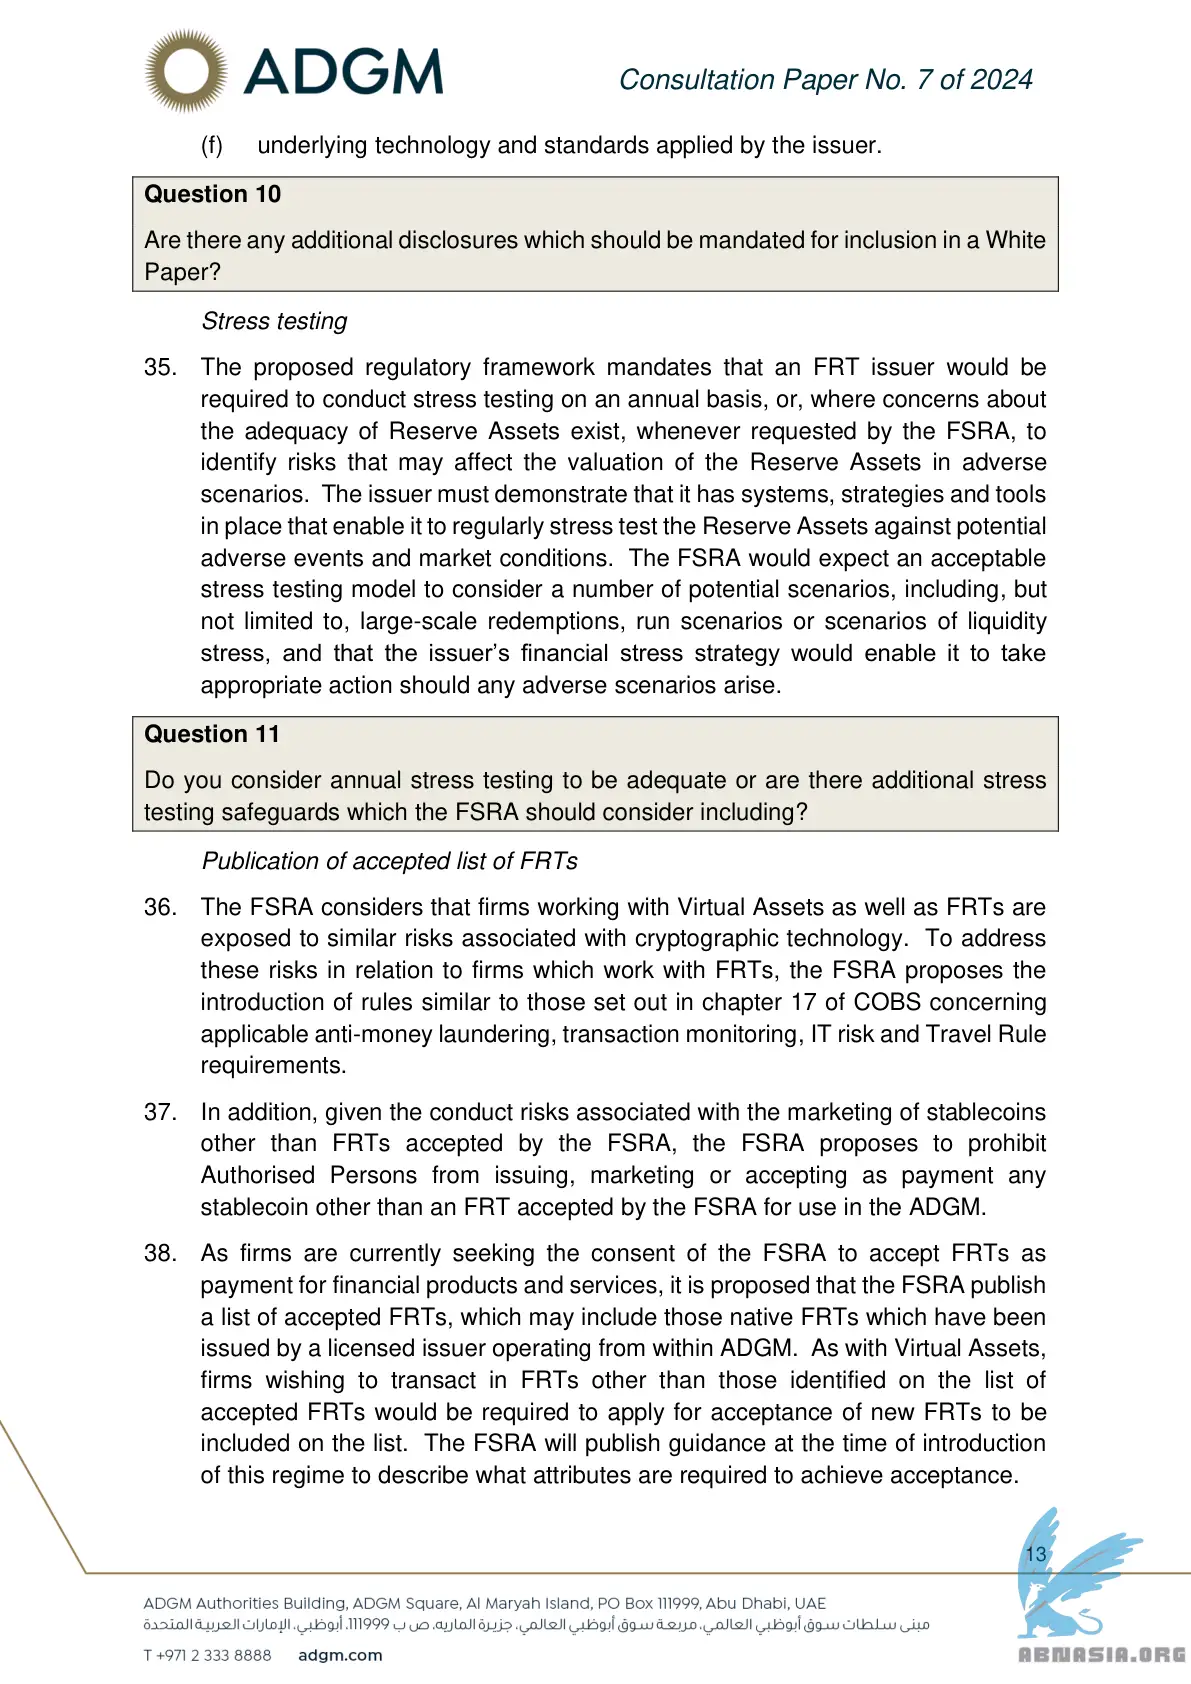 ADGM
Consultation Paper No. 7 of 2024
(f) underlying technology and standards applied by the issuer.
Question 10
Are there any additional disclosures which should be mandated for inclusion in a White
Paper?
Stress testing
35. The proposed regulatory framework mandates that an FRT issuer would be
required to conduct stress testing on an annual basis, or, where concerns about
the adequacy of Reserve Assets exist, whenever requested by the FSRA, to
identify risks that may affect the valuation of the Reserve Assets in adverse
scenarios. The issuer must demonstrate that it has systems, strategies and tools
in place that enable it to regularly stress test the Reserve Assets against potential
adverse events and market conditions. The FSRA would expect an acceptable
stress testing model to consider a number of potential scenarios, including, but
not limited to, large-scale redemptions, run scenarios or scenarios of liquidity
stress, and that the issuer’s financial stress strategy would enable it to take
appropriate action should any adverse scenarios arise.
Question 11
Do you consider annual stress testing to be adequate or are there additional stress
testing safeguards which the FSRA should consider including?
Publication of accepted list of FRTs
36. The FSRA considers that firms working with Virtual Assets as well as FRTs are
exposed to similar risks associated with cryptographic technology. To address
these risks in relation to firms which work with FRTs, the FSRA proposes the
introduction of rules similar to those set out in chapter 17 of COBS concerning
applicable anti-money laundering, transaction monitoring, IT risk and Travel Rule
requirements.
37. In addition, given the conduct risks associated with the marketing of stablecoins
other than FRTs accepted by the FSRA, the FSRA proposes to prohibit
Authorised Persons from issuing, marketing or accepting as payment any
stablecoin other than an FRT accepted by the FSRA for use in the ADGM.
38. As firms are currently seeking the consent of the FSRA to accept FRTs as
payment for financial products and services, it is proposed that the FSRA publish
a list of accepted FRTs, which may include those native FRTs which have been
issued by a licensed issuer operating from within ADGM. As with Virtual Assets,
firms wishing to transact in FRTs other than those identified on the list of
accepted FRTs would be required to apply for acceptance of new FRTs to be
included on the list. The FSRA will publish guidance at the time of introduction
of this regime to describe what attributes are required to achieve acceptance.
13
ADGM Authorities Building, ADGM Square, Al Maryah Island, PO Box 111999, Abu Dhabi, UAE
مبنى سلطات سوق أبوظبي العالمي، مربعة سوق أبوظبي العالمي، جزيرة الماريه، ص ب 111999، أبوظبي، الإمارات العربية المتحدة
T +971 2 333 8888 adgm.com
ABNASIA.ORG